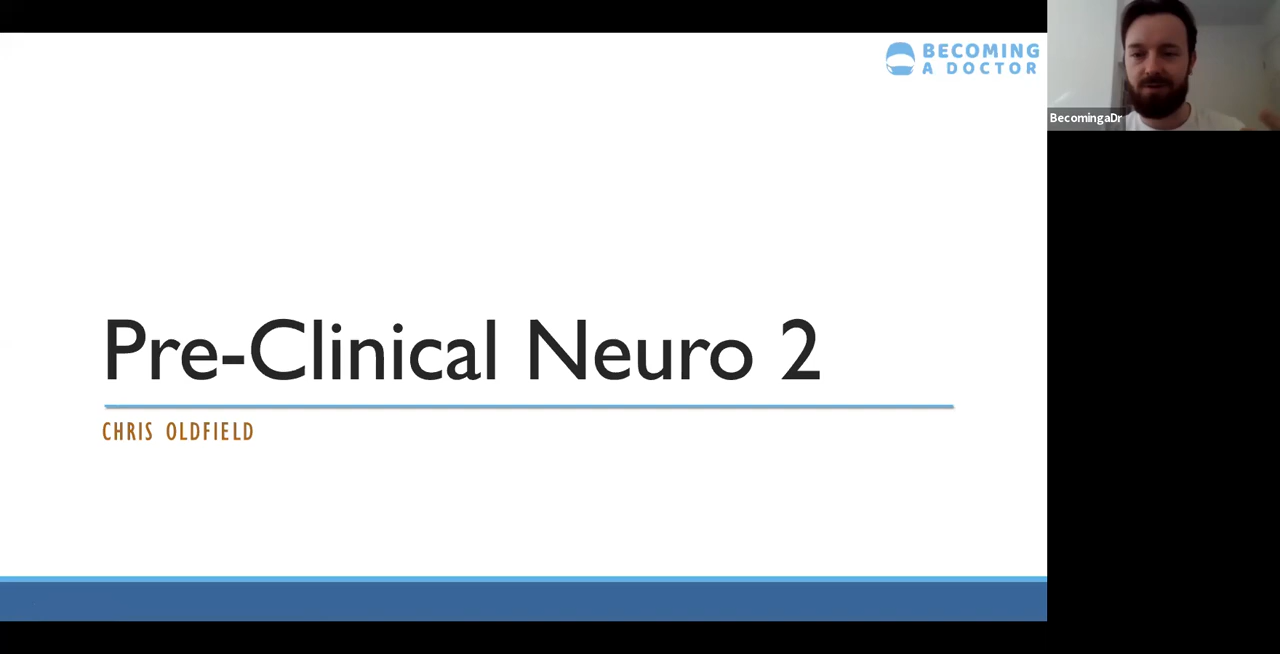 BECOMING
A DOCTOR
BecomingaDr
Pre-Clinical Neuro 2
CHRIS OLDFIELD